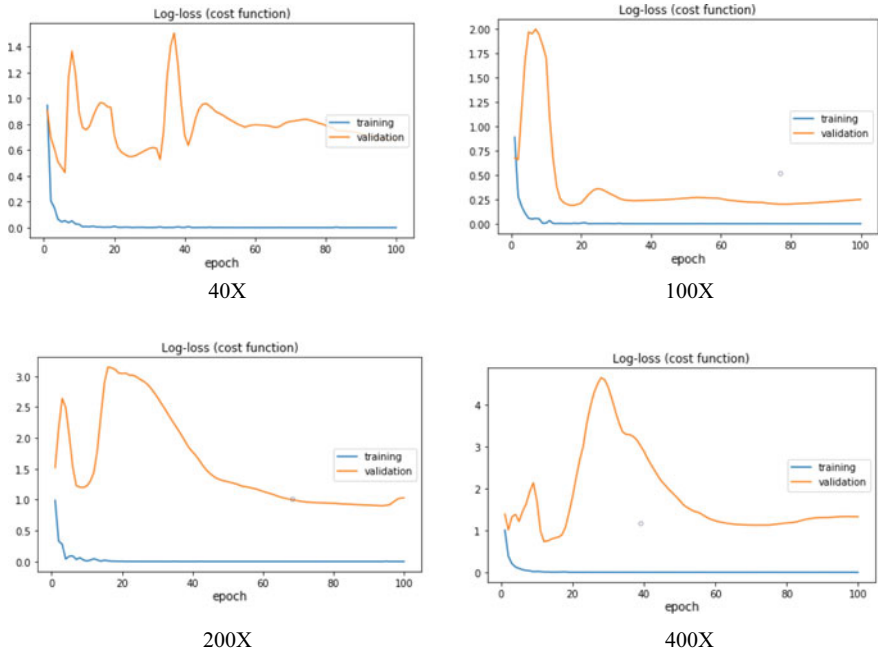 Log-loss (cost function)
1.4
1.2
1.0
0.8
0.6
0.4
0.2
0.0
training
validation
0 20 40 60 80 100
epoch
40X
Log-loss (cost function)
2.00
1.75
1.50
1.25
1.00
0.75
0.50
0.25
0.00
training
validation
0 20 40 60 80 100
epoch
100X
Log-loss (cost function)
3.0
2.5
2.0
1.5
1.0
0.5
0.0
training
validation
0 20 40 60 80 100
epoch
200X
Log-loss (cost function)
4
3
2
1
0
training
validation
0 20 40 60 80 100
epoch
400X